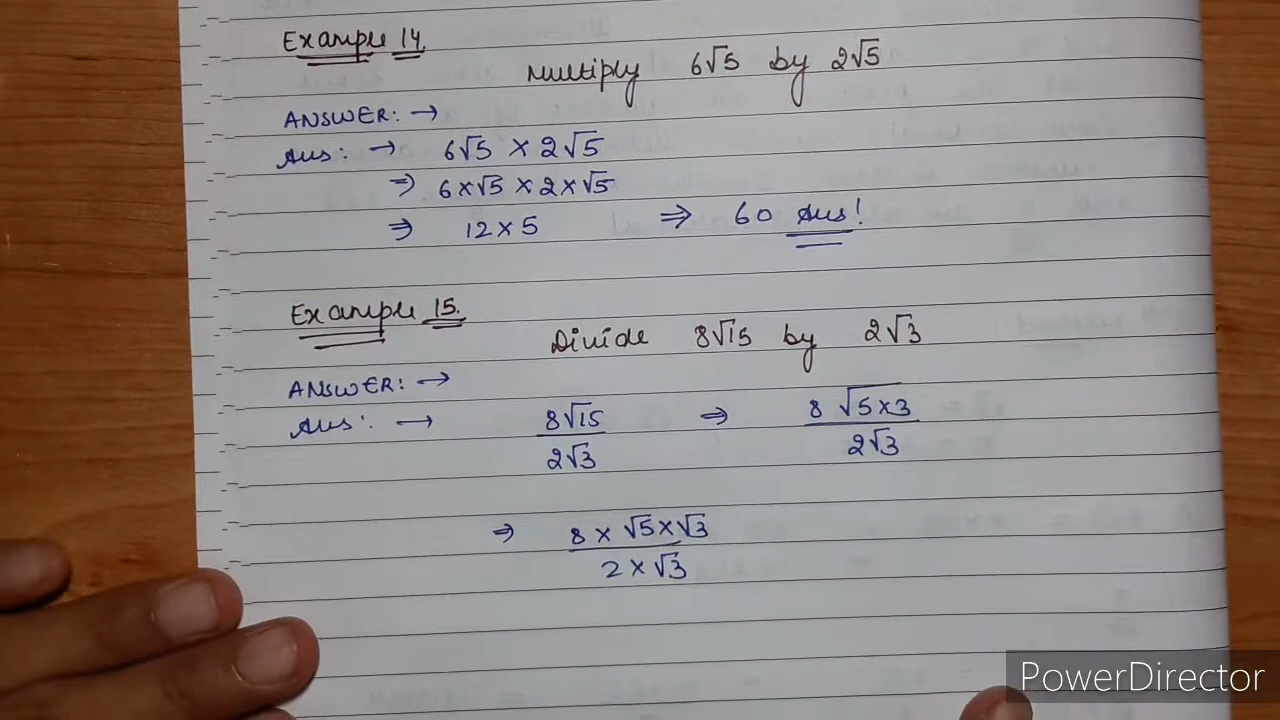 Example 14.
Multiply 6√5 by 2√5
ANSWER: →
Ans: → 6√5 × 2√5
⇒ 6×√5 × 2×√5
⇒ 12×5 ⇒ 60 Ans!
Example 15.
Divide 8√15 by 2√3
ANSWER: →
Ans: → 8√15 / 2√3 ⇒ 8√5×3 / 2√3
⇒ 8 × √5×√3 / 2×√3
PowerDirector